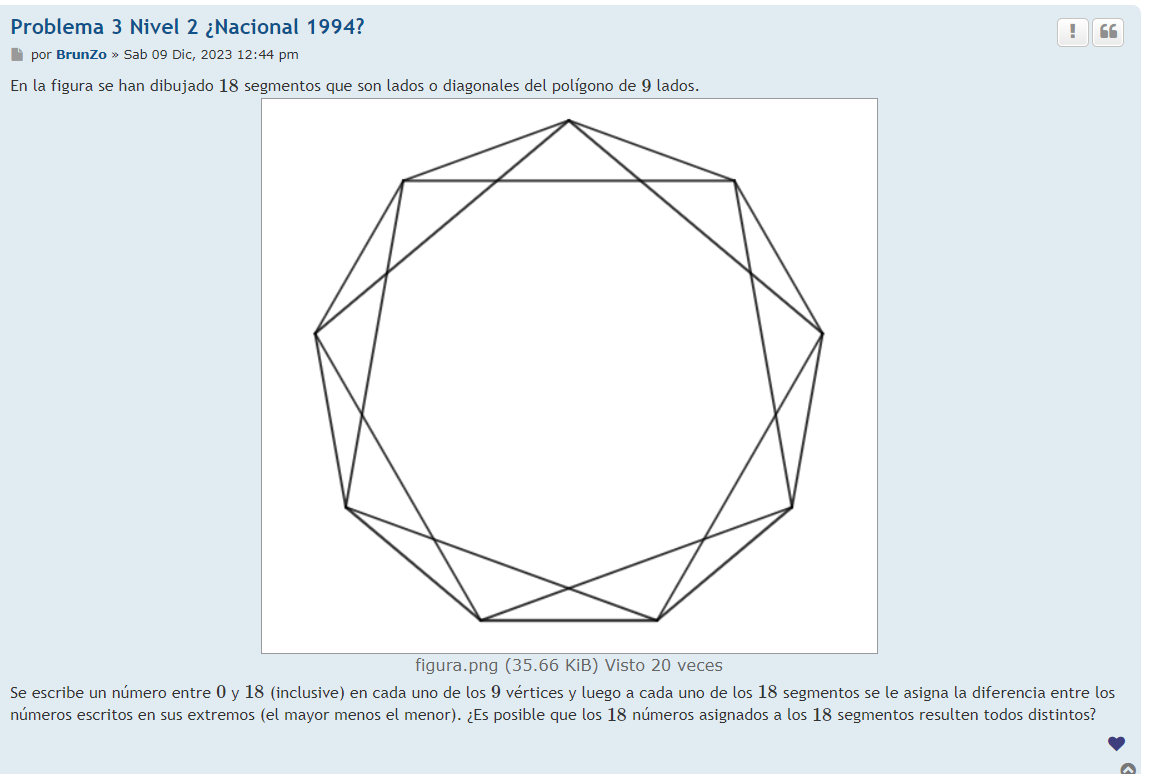 Problema 3 Nivel 2 ¿Nacional 1994?
por BrunZo » Sab 09 Dic, 2023 12:44 pm
En la figura se han dibujado 18 segmentos que son lados o diagonales del polígono de 9 lados.
figura.png (35.66 KiB) Visto 20 veces
Se escribe un número entre 0 y 18 (inclusive) en cada uno de los 9 vértices y luego a cada uno de los 18 segmentos se le asigna la diferencia entre los
números escritos en sus extremos (el mayor menos el menor). ¿Es posible que los 18 números asignados a los 18 segmentos resulten todos distintos?